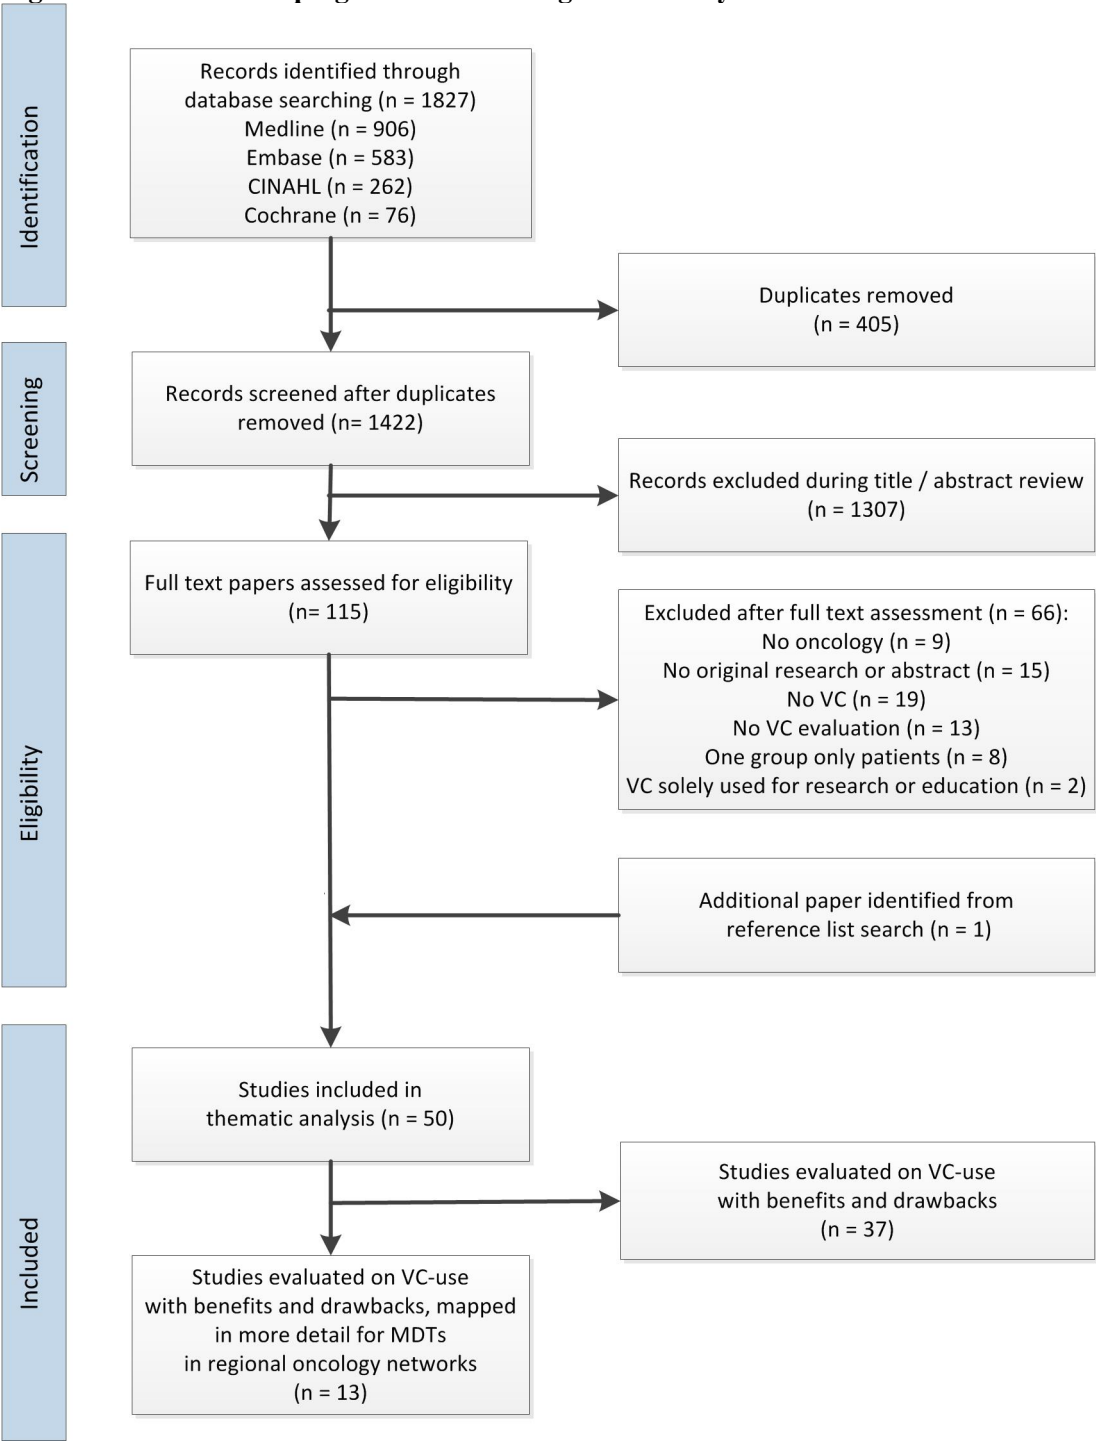 Identification
Records identified through
database searching (n = 1827)
Medline (n = 906)
Embase (n = 583)
CINAHL (n = 262)
Cochrane (n = 76)
Duplicates removed
(n = 405)
Screening
Records screened after duplicates
removed (n= 1422)
Records excluded during title / abstract review
(n = 1307)
Eligibility
Full text papers assessed for eligibility
(n= 115)
Excluded after full text assessment (n = 66):
No oncology (n = 9)
No original research or abstract (n = 15)
No VC (n = 19)
No VC evaluation (n = 13)
One group only patients (n = 8)
VC solely used for research or education (n = 2)
Additional paper identified from
reference list search (n = 1)
Included
Studies included in
thematic analysis (n = 50)
Studies evaluated on VC-use
with benefits and drawbacks
(n = 37)
Studies evaluated on VC-use
with benefits and drawbacks, mapped
in more detail for MDTs
in regional oncology networks
(n = 13)